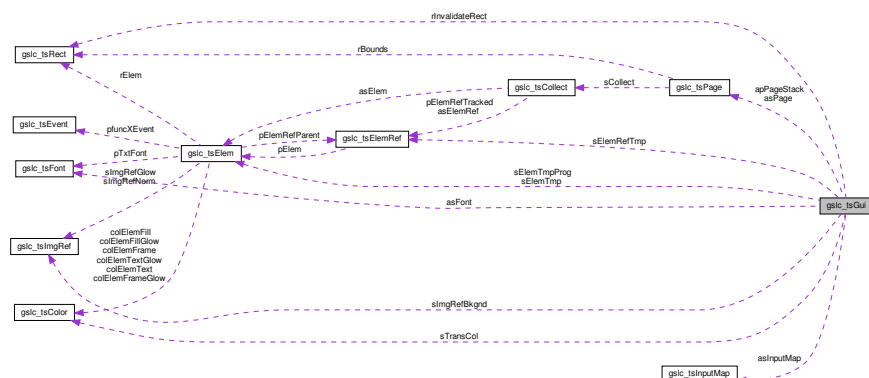 rInvalidateRect
gslc_tsRect
rBounds
rElem
asElem
gslc_tsCollect
sCollect
gslc_tsPage
apPageStack
asPage
pElemRefTracked
asElemRef
gslc_tsEvent
pfuncXEvent
pElemRefParent
gslc_tsElemRef
sElemRefTmp
gslc_tsElem
pElem
pTxtFont
gslc_tsFont
sImgRefGlow
sImgRefNorm
sElemTmpProg
sElemTmp
asFont
gslc_tsGui
colElemFill
colElemFillGlow
colElemFrame
colElemTextGlow
colElemText
colElemFrameGlow
gslc_tsImgRef
sImgRefBkgnd
gslc_tsColor
sTransCol
asInputMap
gslc_tsInputMap